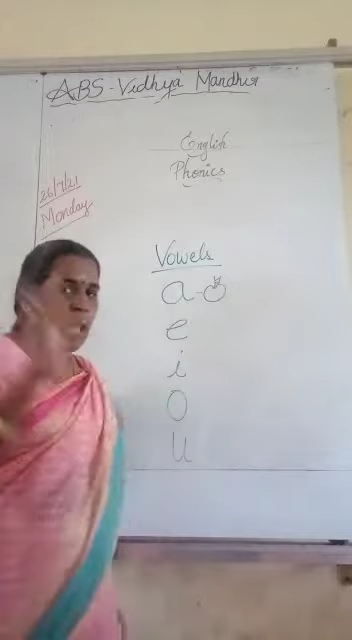 ABS-Vidhya Mandhir
English
Phonics
26/7/21
Monday
Vowels
a -
e
i
o
u